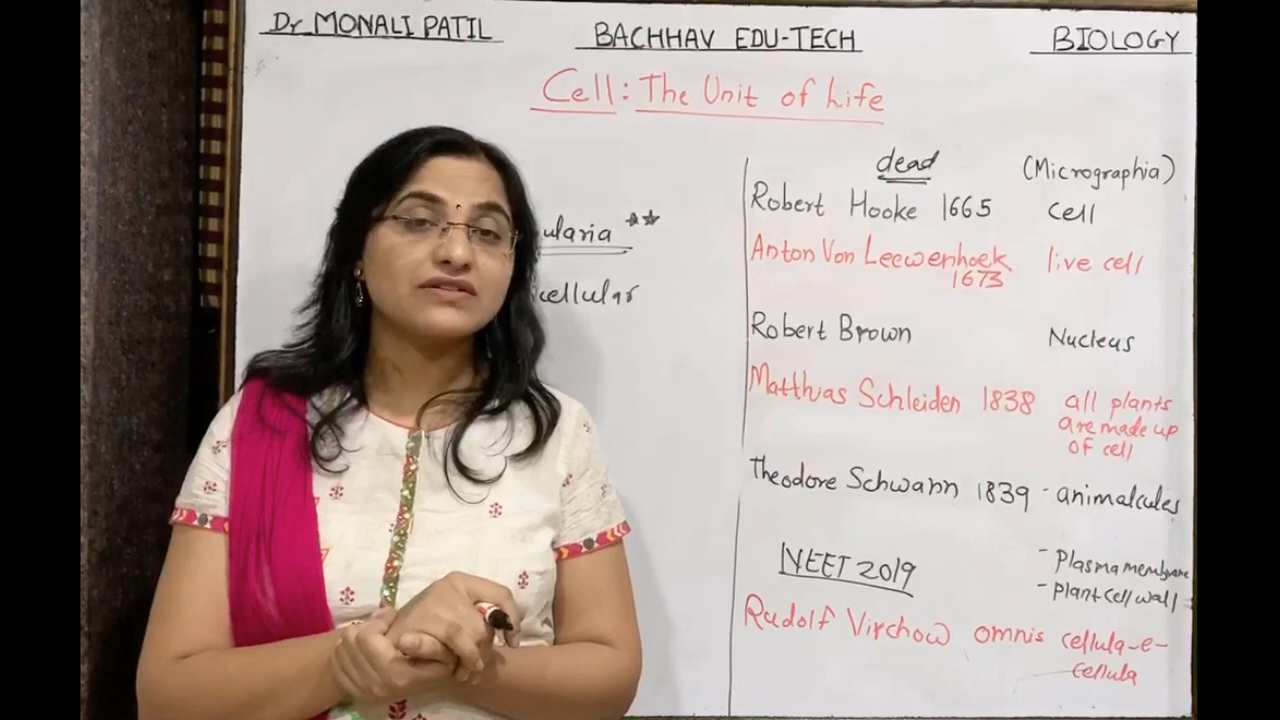 Dr MONALI PATIL BACHHAV EDU-TECH BIOLOGY
Cell : The Unit of Life
ularia **
cellular
dead (Micrographia)
Robert Hooke 1665 Cell
Anton Von Leewenhoek live cell
1673
Robert Brown Nucleus
Matthias Schleiden 1838 all plants
are made up
of cell
Theodore Schwann 1839 - animalcules
- Plasma membrane
NEET 2019 - Plant cell wall
Rudolf Virchow omnis cellula-e-
cellula